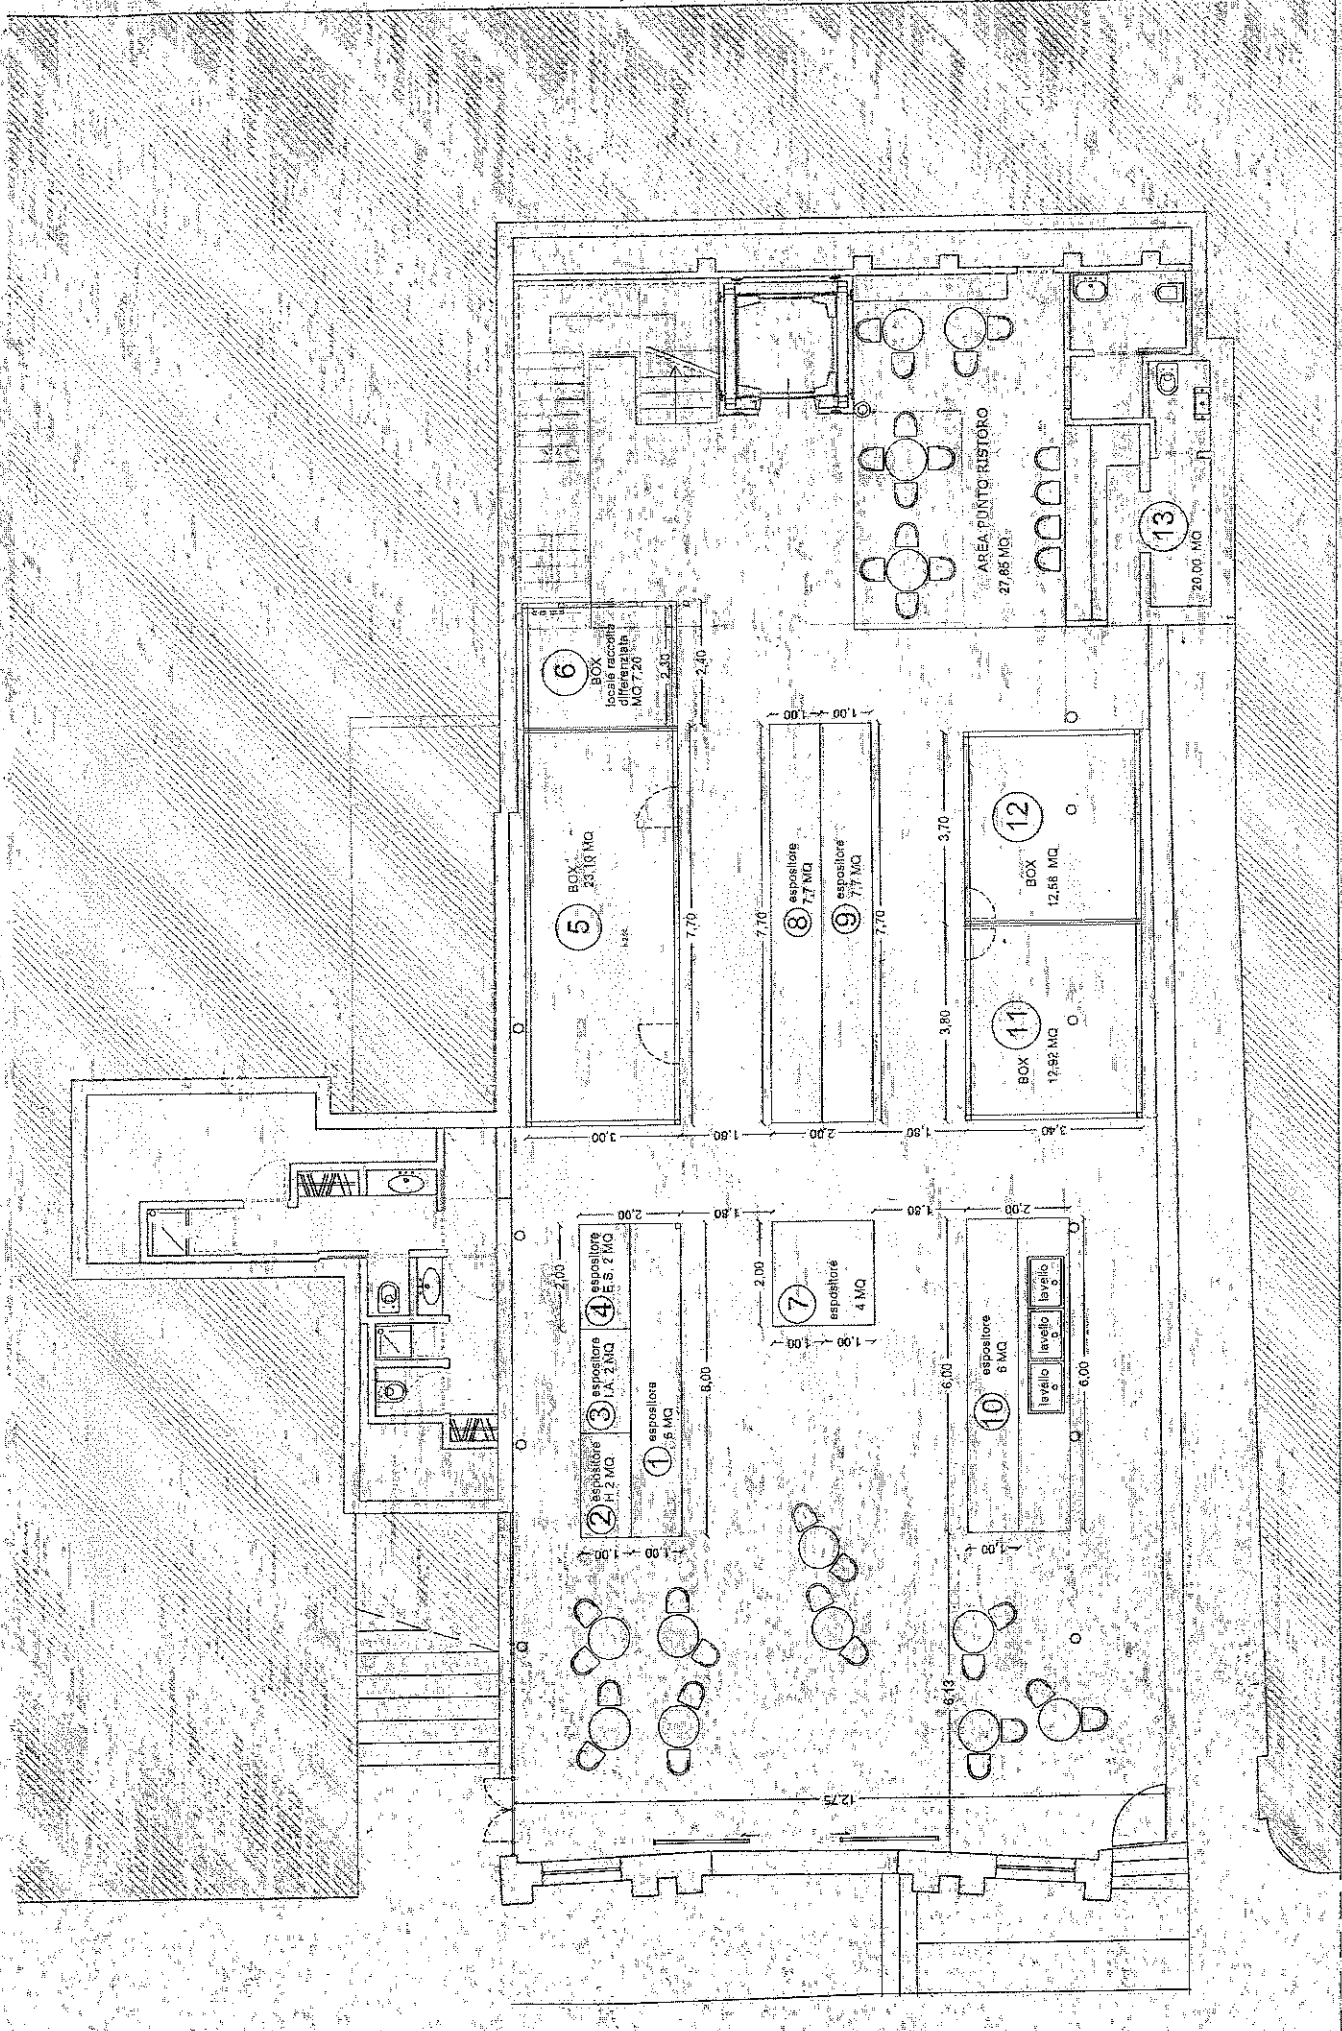 6
BOX
locale raccolta
differenziata
MQ 7,20
2,30
2,40
5
BOX
23,10 MQ
7,70
3,00
1,80
7,70
1,00
1,00
8
espositore
7,7 MQ
9
espositore
7,7 MQ
7,70
2,00
1,80
AREA PUNTO RISTORO
27,85 MQ
13
20,00 MQ
3,70
12
BOX
12,58 MQ
3,80
11
BOX
12,92 MQ
3,40
2,00
2,00
1,80
4
espositore
E.S. 2 MQ
3
espositore
I.A. 2 MQ
2
espositore
H 2 MQ
1
espositore
6 MQ
6,00
1,00
1,00
2,00
7
espositore
4 MQ
1,00
1,00
1,80
2,00
6,00
10
espositore
6 MQ
lavello
lavello
lavello
6,00
1,00
6,13
12,75